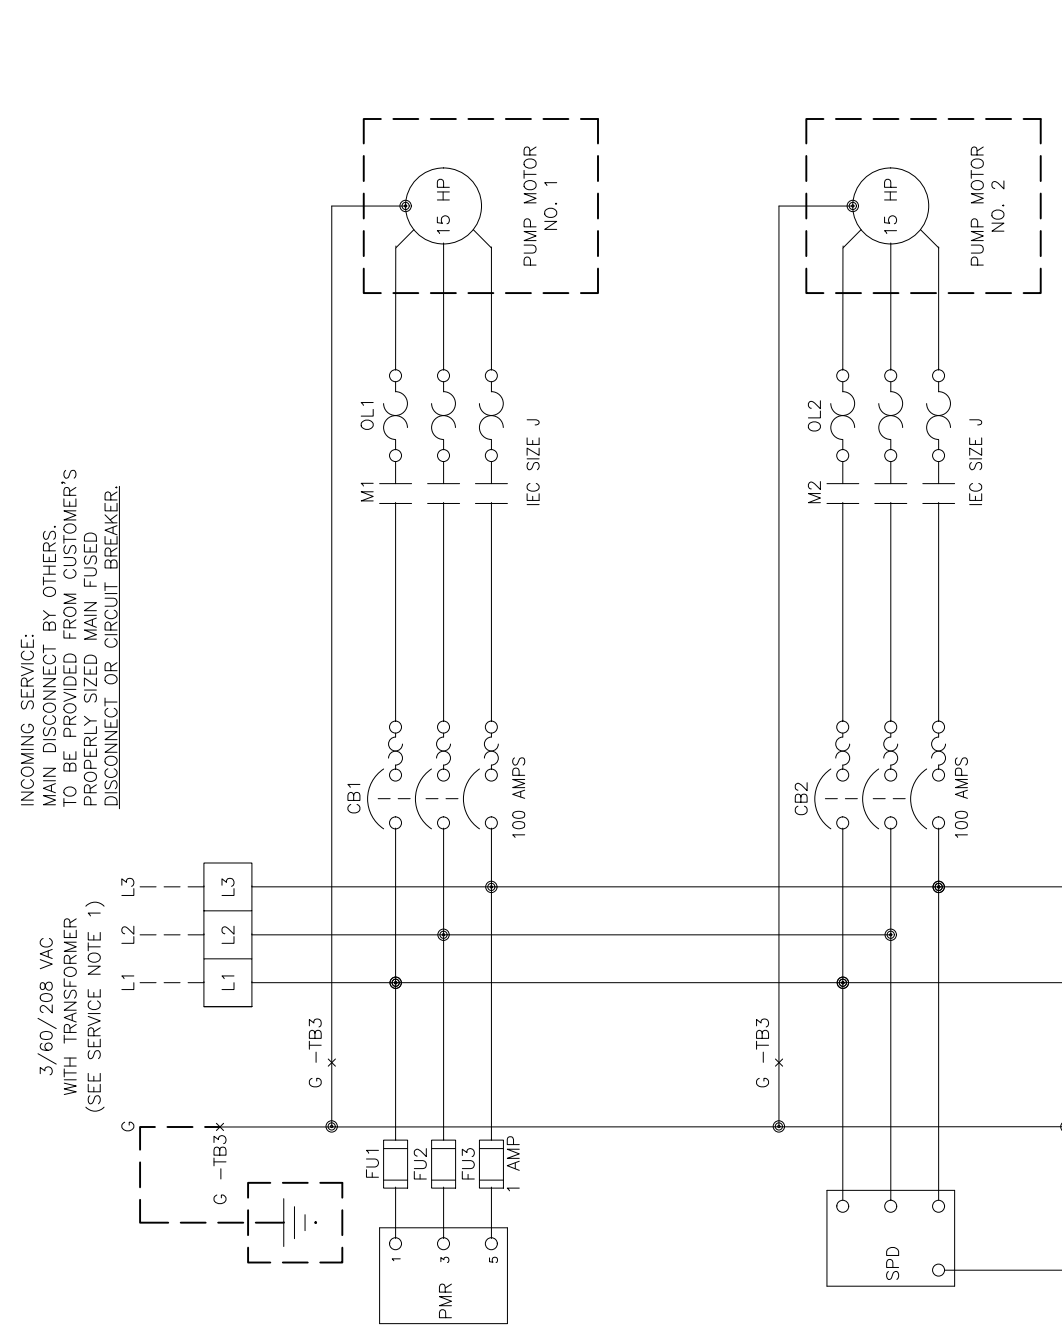 INCOMING SERVICE:
MAIN DISCONNECT BY OTHERS.
TO BE PROVIDED FROM CUSTOMER'S
PROPERLY SIZED MAIN FUSED
DISCONNECT OR CIRCUIT BREAKER.
3/60/208 VAC
WITH TRANSFORMER
(SEE SERVICE NOTE 1)
G
L1
L2
L3
L1
L2
L3
G -TB3
G -TB3
CB1
100 AMPS
M1
OL1
IEC SIZE J
15 HP
PUMP MOTOR
NO. 1
FU1
FU2
FU3
1 AMP
1
3
5
PMR
G -TB3
CB2
100 AMPS
M2
OL2
IEC SIZE J
15 HP
PUMP MOTOR
NO. 2
SPD